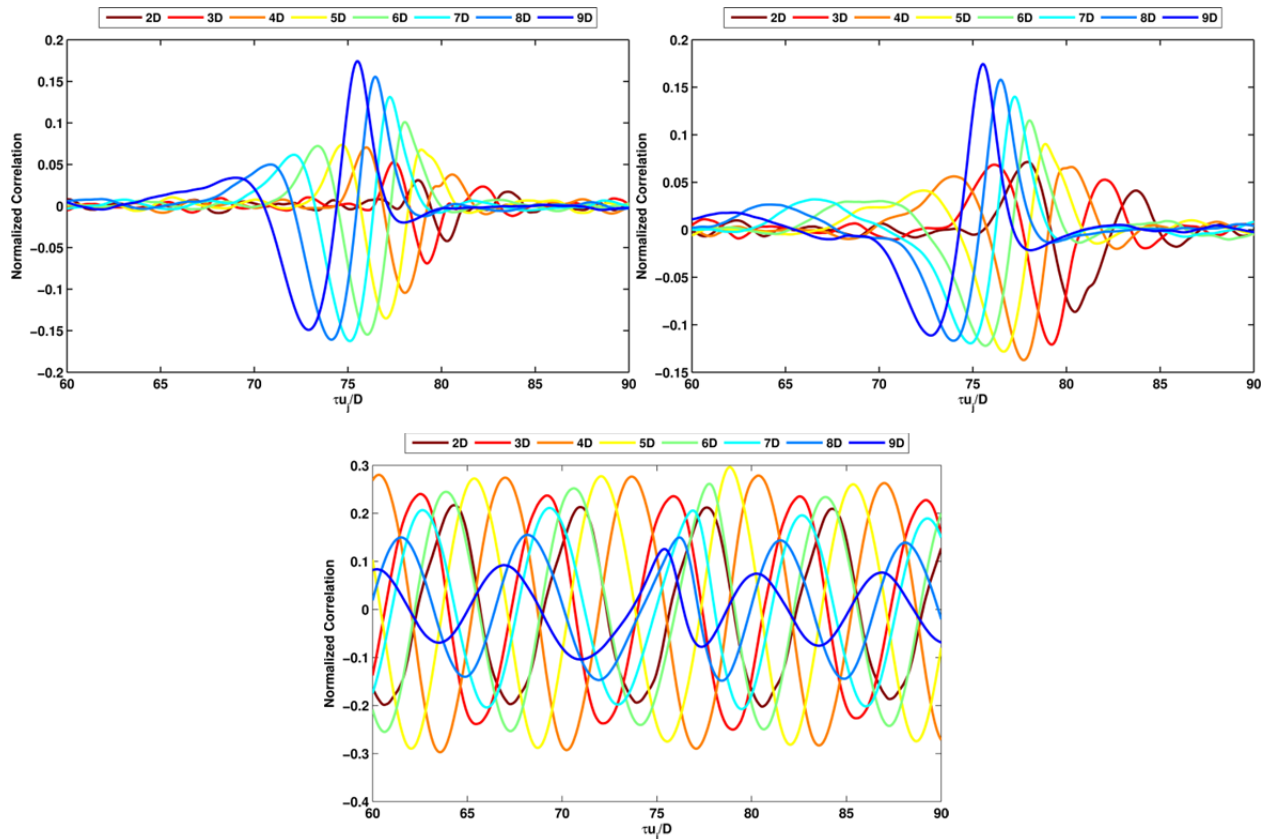 2D 3D 4D 5D 6D 7D 8D 9D
2D 3D 4D 5D 6D 7D 8D 9D
Normalized Correlation
0.2
0.15
0.1
0.05
0
−0.05
−0.1
−0.15
−0.2
60 65 70 75 80 85 90
τuj/D
Normalized Correlation
0.2
0.15
0.1
0.05
0
−0.05
−0.1
−0.15
60 65 70 75 80 85 90
τuj/D
2D 3D 4D 5D 6D 7D 8D 9D
Normalized Correlation
0.3
0.2
0.1
0
−0.1
−0.2
−0.3
−0.4
60 65 70 75 80 85 90
τuj/D